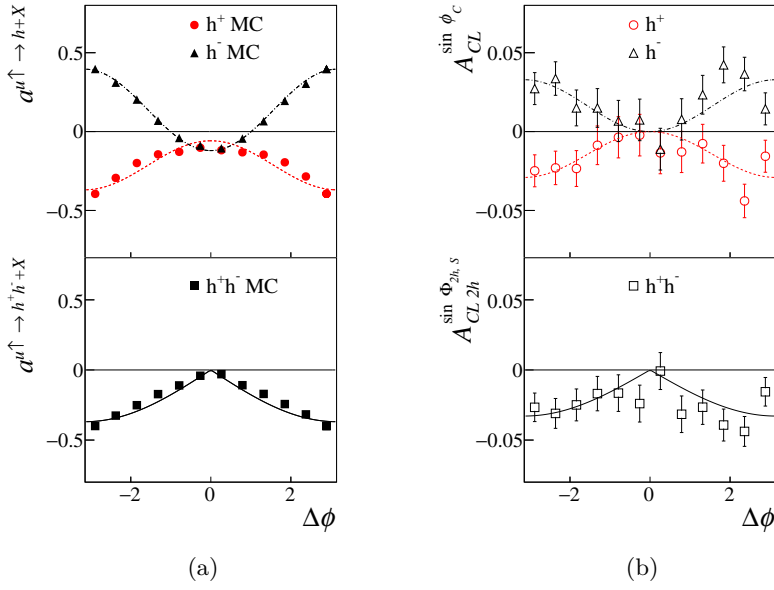 a^{u↑ → h+X}
h⁺ MC
h⁻ MC
0.5
0
−0.5
a^{u↑ → h⁺h⁻+X}
h⁺h⁻ MC
0.5
0
−0.5
−2 0 2
Δϕ
(a)
A_{CL}^{sin ϕ_C}
h⁺
h⁻
0.05
0
−0.05
A_{CL 2h}^{sin Φ_{2h, S}}
h⁺h⁻
0.05
0
−0.05
−2 0 2
Δϕ
(b)